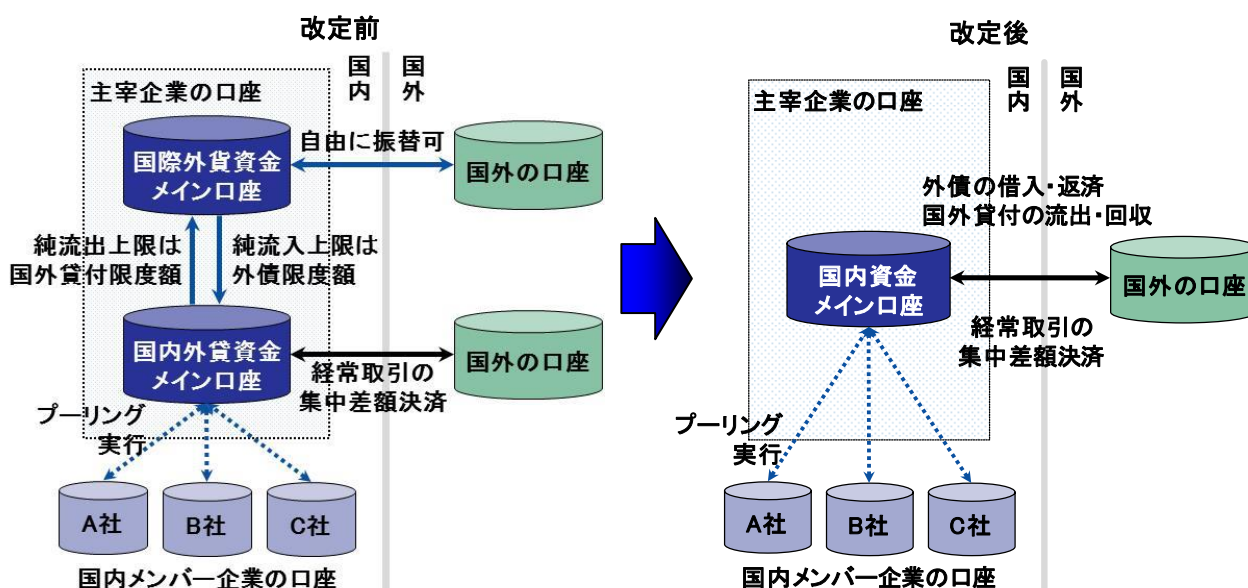 改定前
国内
国外
主宰企業の口座
国際外貨資金
メイン口座
自由に振替可
国外の口座
純流出上限は
国外貸付限度額
純流入上限は
外債限度額
国内外貨資金
メイン口座
経常取引の
集中差額決済
国外の口座
プーリング
実行
A社
B社
C社
国内メンバー企業の口座
改定後
国内
国外
主宰企業の口座
外債の借入・返済
国外貸付の流出・回収
国内資金
メイン口座
国外の口座
経常取引の
集中差額決済
プーリング
実行
A社
B社
C社
国内メンバー企業の口座